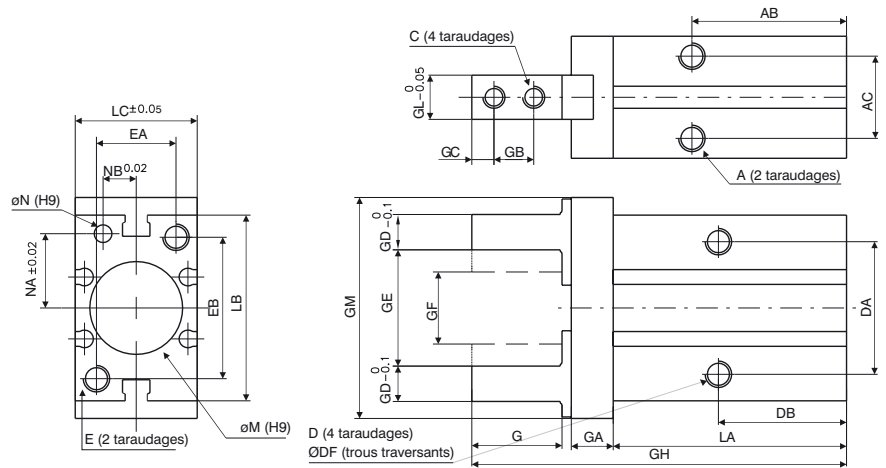 AB
C (4 taraudages)
GL 0 -0.05
AC
GC
GB
A (2 taraudages)
LC±0.05
EA
NB0.02
øN (H9)
NA ±0.02
EB
LB
E (2 taraudages)
øM (H9)
GM
GD 0 -0.1
GE
GF
GD 0 -0.1
DA
D (4 taraudages)
ØDF (trous traversants)
DB
G
GA
LA
GH